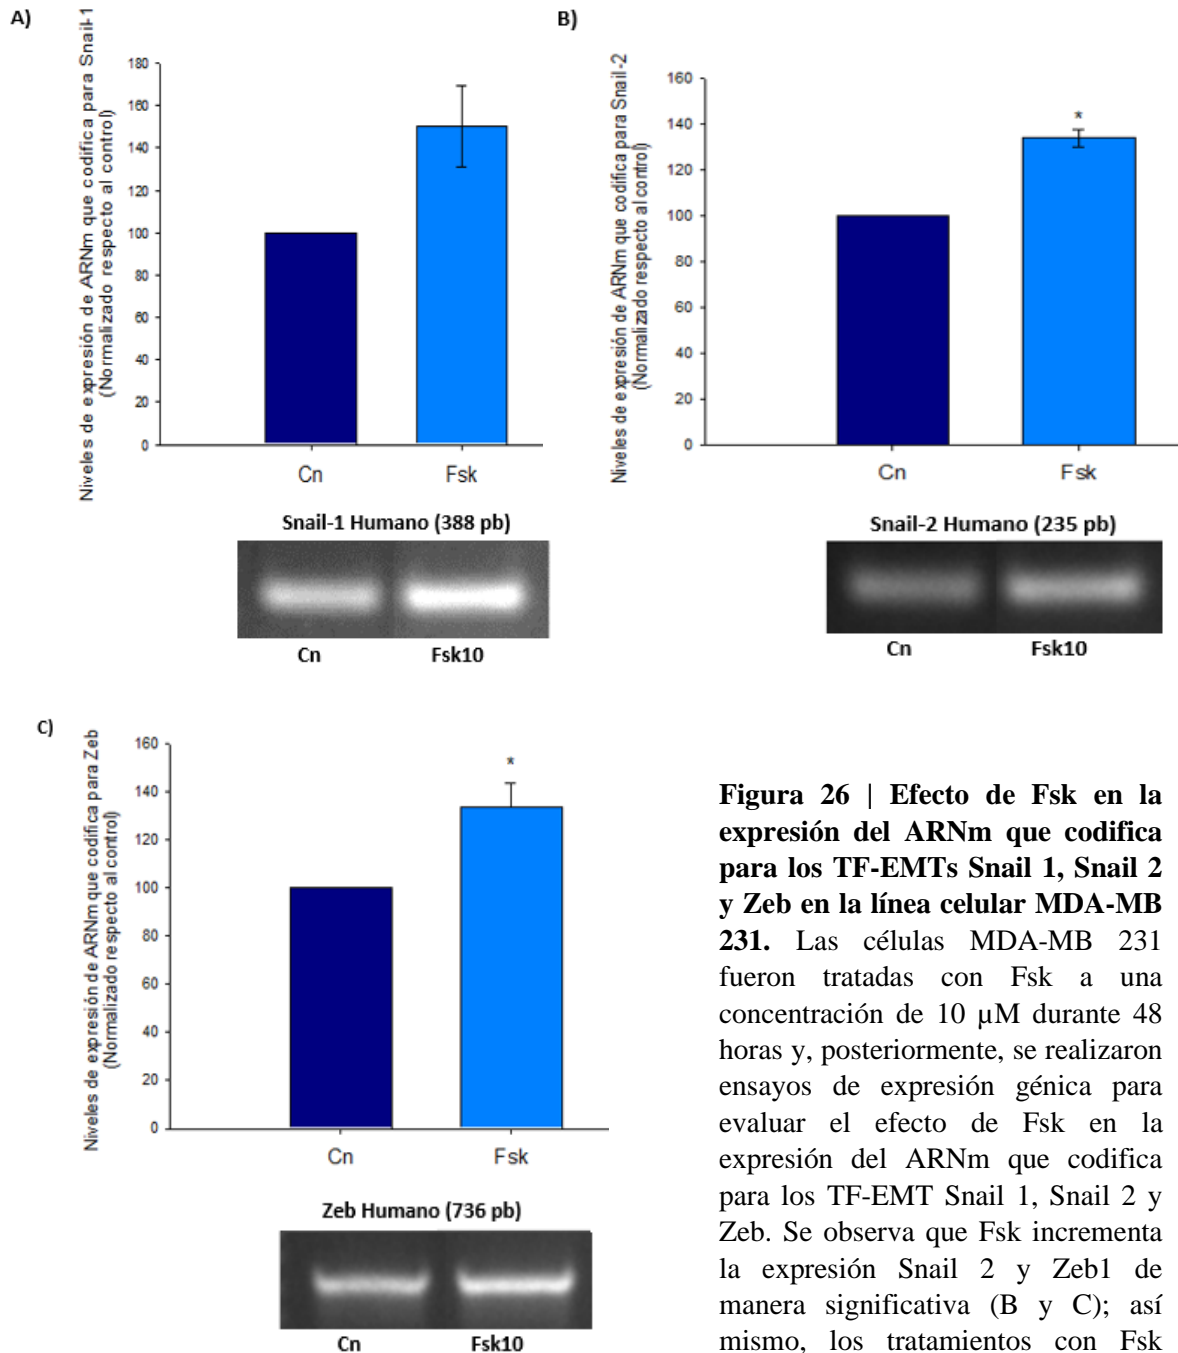 A)
Niveles de expresión de ARNm que codifica para Snail-1
(Normalizado respecto al control)
180
160
140
120
100
80
60
40
20
0
Cn
Fsk
Snail-1 Humano (388 pb)
Cn
Fsk10
B)
Niveles de expresión de ARNm que codifica para Snail-2
(Normalizado respecto al control)
160
140
120
100
80
60
40
20
0
*
Cn
Fsk
Snail-2 Humano (235 pb)
Cn
Fsk10
C)
Niveles de expresión de ARNm que codifica para Zeb
(Normalizado respecto al control)
160
140
120
100
80
60
40
20
0
*
Cn
Fsk
Zeb Humano (736 pb)
Cn
Fsk10
Figura 26 | Efecto de Fsk en la
expresión del ARNm que codifica
para los TF-EMTs Snail 1, Snail 2
y Zeb en la línea celular MDA-MB
231. Las células MDA-MB 231
fueron tratadas con Fsk a una
concentración de 10 µM durante 48
horas y, posteriormente, se realizaron
ensayos de expresión génica para
evaluar el efecto de Fsk en la
expresión del ARNm que codifica
para los TF-EMT Snail 1, Snail 2 y
Zeb. Se observa que Fsk incrementa
la expresión Snail 2 y Zeb1 de
manera significativa (B y C); así
mismo, los tratamientos con Fsk